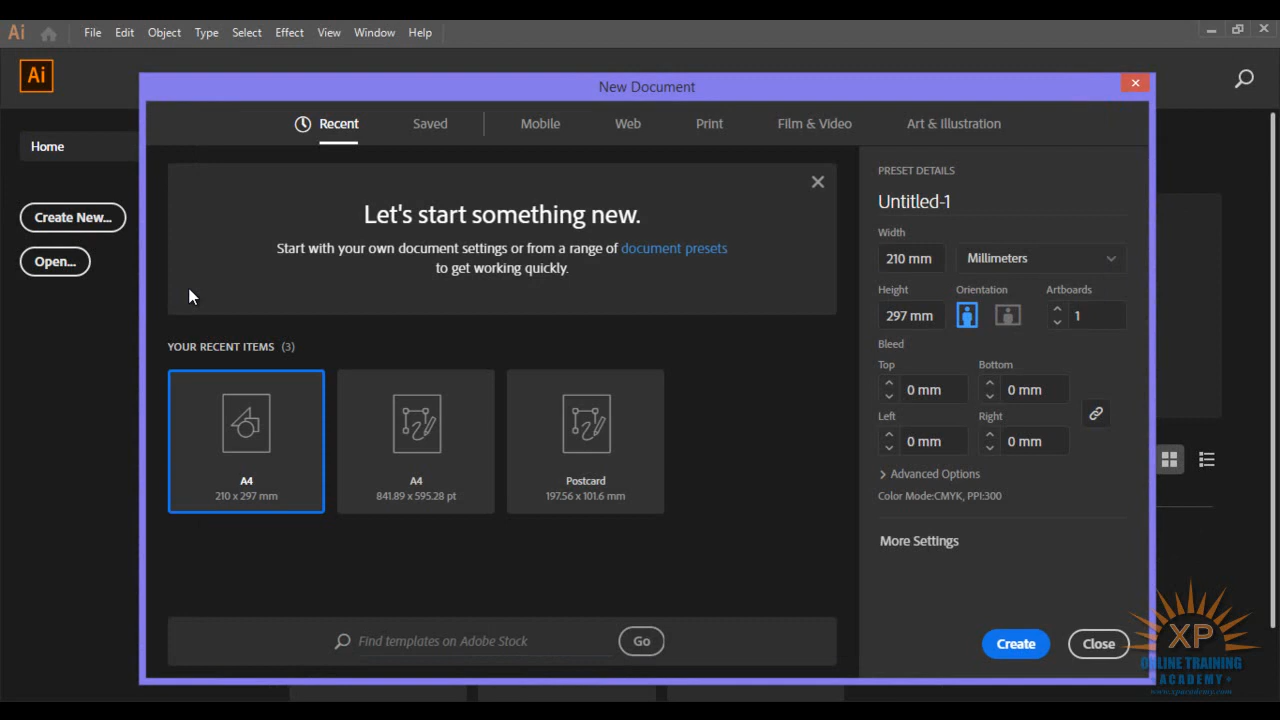 Ai
File Edit Object Type Select Effect View Window Help
Ai
New Document
Recent Saved Mobile Web Print Film & Video Art & Illustration
Home
Create New...
Open...
Let's start something new.
Start with your own document settings or from a range of document presets
to get working quickly.
YOUR RECENT ITEMS (3)
A4
210 x 297 mm
A4
841.89 x 595.28 pt
Postcard
197.56 x 101.6 mm
Find templates on Adobe Stock
Go
PRESET DETAILS
Untitled-1
Width
210 mm Millimeters
Height Orientation Artboards
297 mm 1
Bleed
Top Bottom
0 mm 0 mm
Left Right
0 mm 0 mm
Advanced Options
Color Mode:CMYK, PPI:300
More Settings
Create Close
XP
ONLINE TRAINING
ACADEMY
www.xpacademy.com